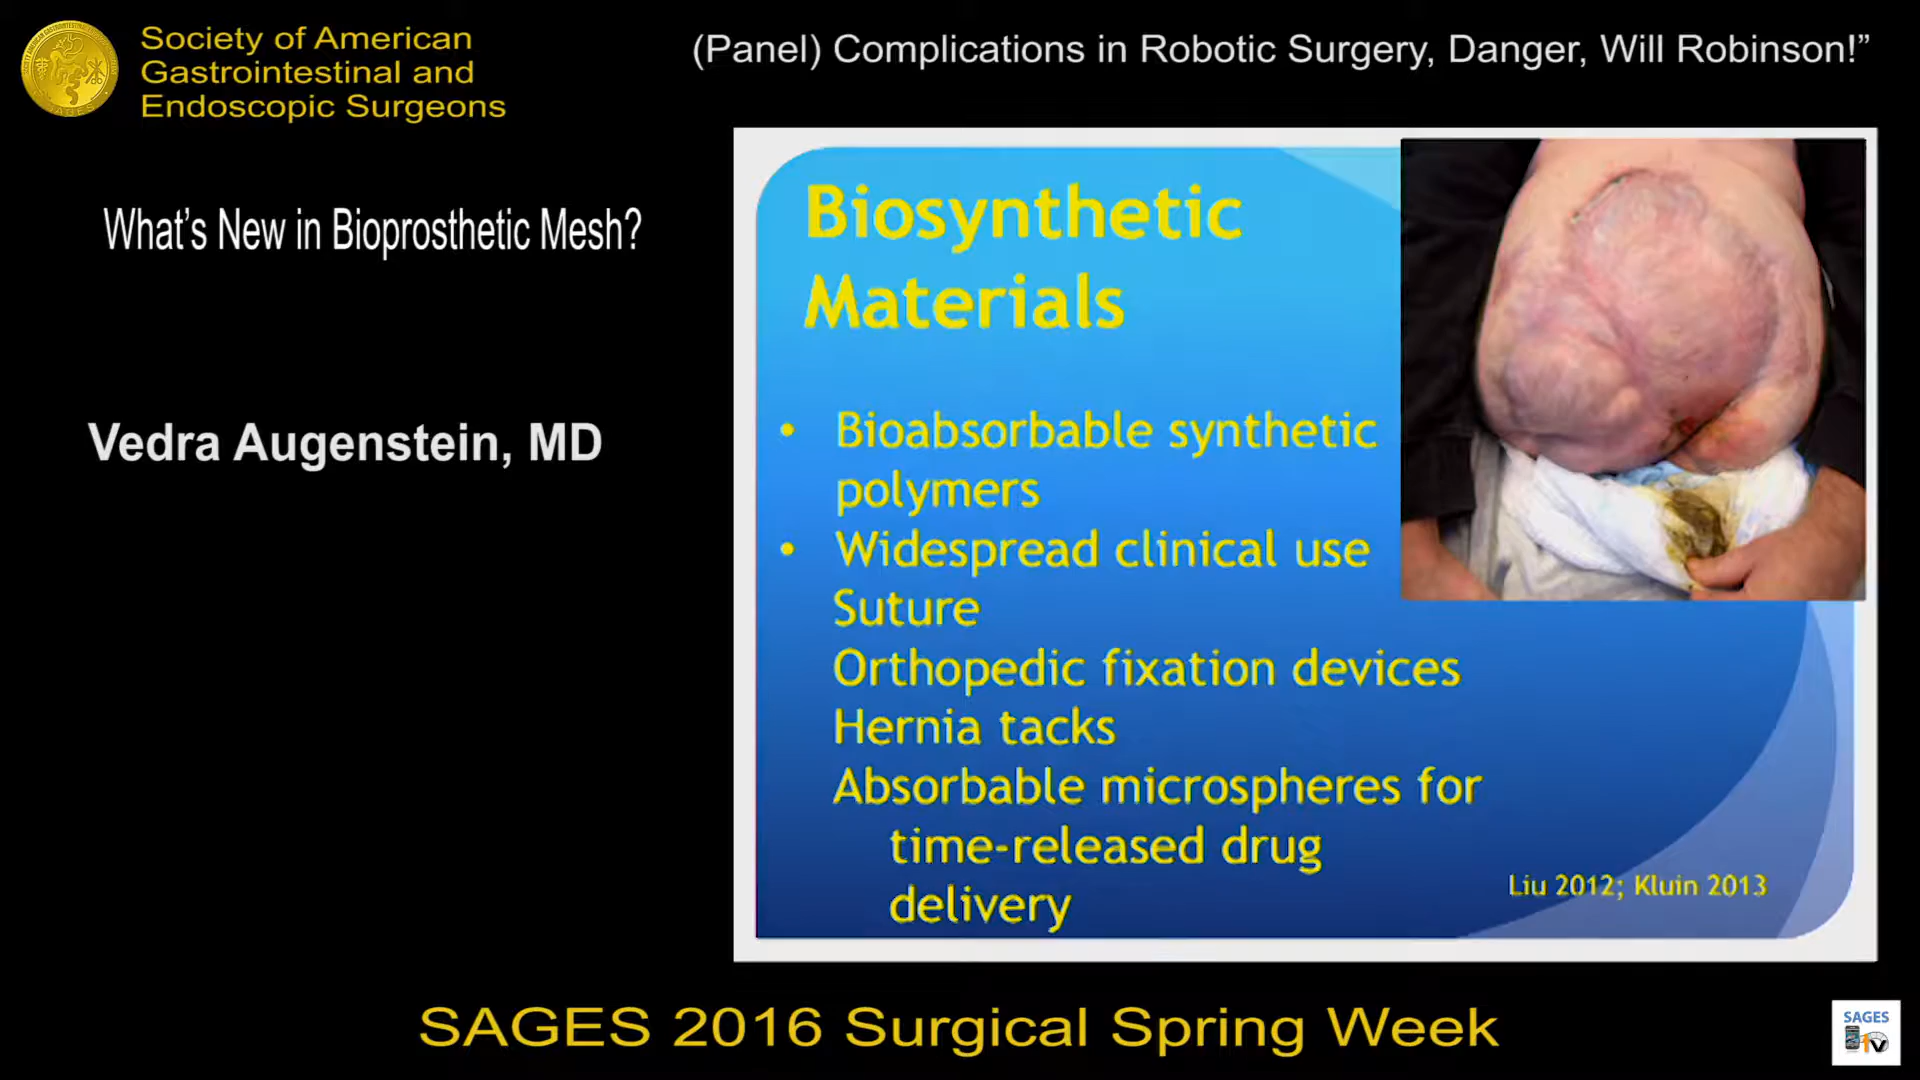 Society of American
Gastrointestinal and
Endoscopic Surgeons
(Panel) Complications in Robotic Surgery, Danger, Will Robinson!”
What’s New in Bioprosthetic Mesh?
Vedra Augenstein, MD
Biosynthetic
Materials
• Bioabsorbable synthetic
polymers
• Widespread clinical use
Suture
Orthopedic fixation devices
Hernia tacks
Absorbable microspheres for
time-released drug
delivery
Liu 2012; Kluin 2013
SAGES 2016 Surgical Spring Week
SAGES
TV